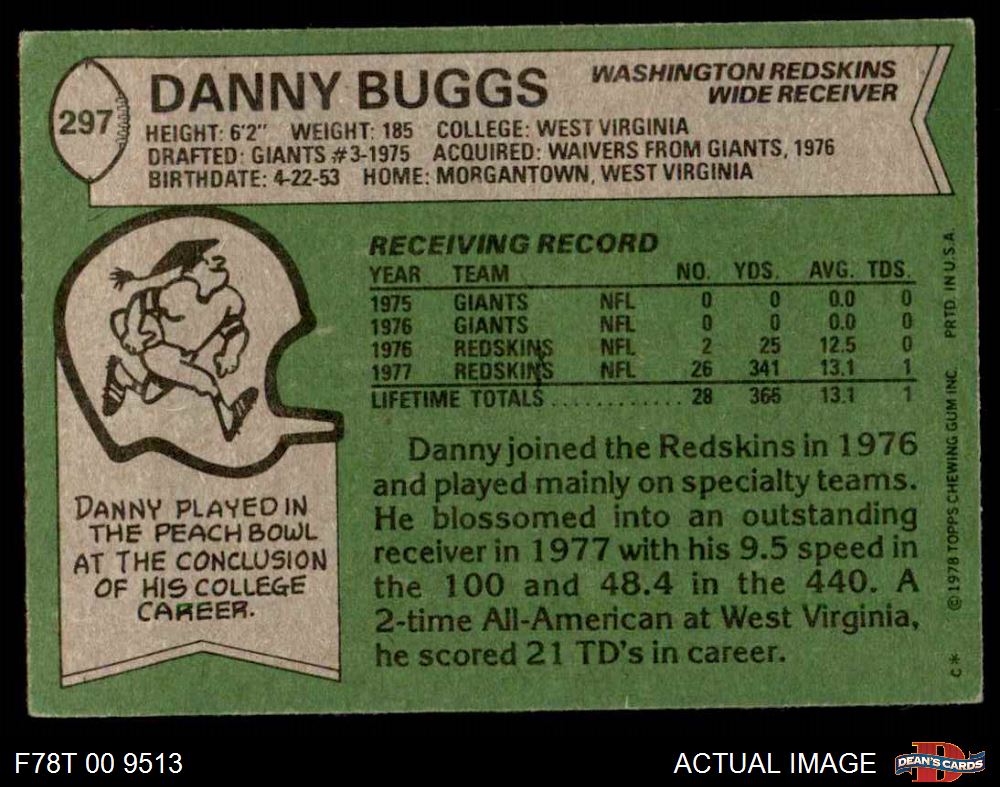 297
DANNY BUGGS
WASHINGTON REDSKINS
WIDE RECEIVER
HEIGHT: 6'2" WEIGHT: 185 COLLEGE: WEST VIRGINIA
DRAFTED: GIANTS #3-1975 ACQUIRED: WAIVERS FROM GIANTS, 1976
BIRTHDATE: 4-22-53 HOME: MORGANTOWN, WEST VIRGINIA
RECEIVING RECORD
YEAR TEAM NO. YDS. AVG. TDS.
1975 GIANTS NFL 0 0 0.0 0
1976 GIANTS NFL 0 0 0.0 0
1976 REDSKINS NFL 2 25 12.5 0
1977 REDSKINS NFL 26 341 13.1 1
LIFETIME TOTALS ............ 28 366 13.1 1
Danny joined the Redskins in 1976
and played mainly on specialty teams.
He blossomed into an outstanding
receiver in 1977 with his 9.5 speed in
the 100 and 48.4 in the 440. A
2-time All-American at West Virginia,
he scored 21 TD's in career.
DANNY PLAYED IN
THE PEACH BOWL
AT THE CONCLUSION
OF HIS COLLEGE
CAREER.
C* © 1978 TOPPS CHEWING GUM INC. PRTD. IN U.S.A.
F78T 00 9513
ACTUAL IMAGE
D
DEAN'S CARDS